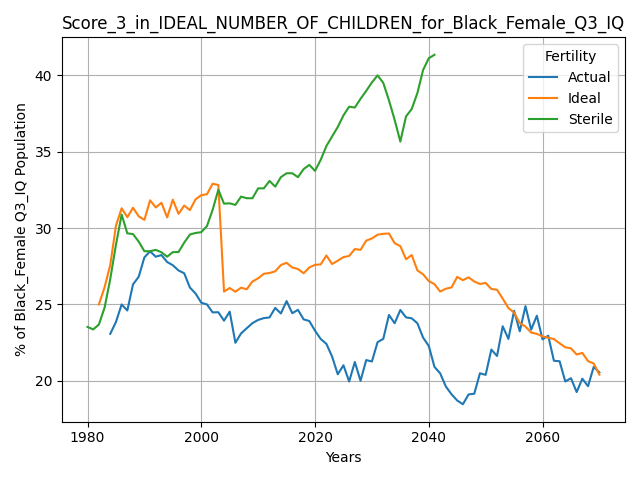 Score_3_in_IDEAL_NUMBER_OF_CHILDREN_for_Black_Female_Q3_IQ
% of Black_Female Q3_IQ Population
40
35
30
25
20
Fertility
Actual
Ideal
Sterile
1980
2000
2020
2040
2060
Years